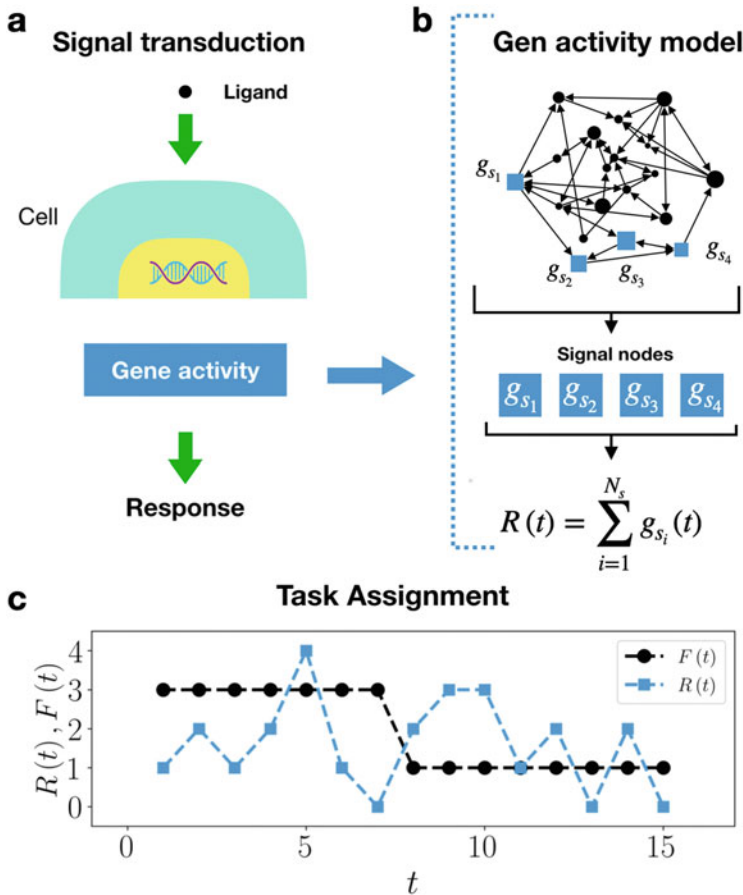 a
Signal transduction
Ligand
Cell
Gene activity
Response
b
Gen activity model
g_{s_1}
g_{s_2}
g_{s_3}
g_{s_4}
Signal nodes
g_{s_1} g_{s_2} g_{s_3} g_{s_4}
R(t) = \sum_{i=1}^{N_s} g_{s_i}(t)
c
Task Assignment
R(t), F(t)
4
3
2
1
0
F(t)
R(t)
0 5 10 15
t